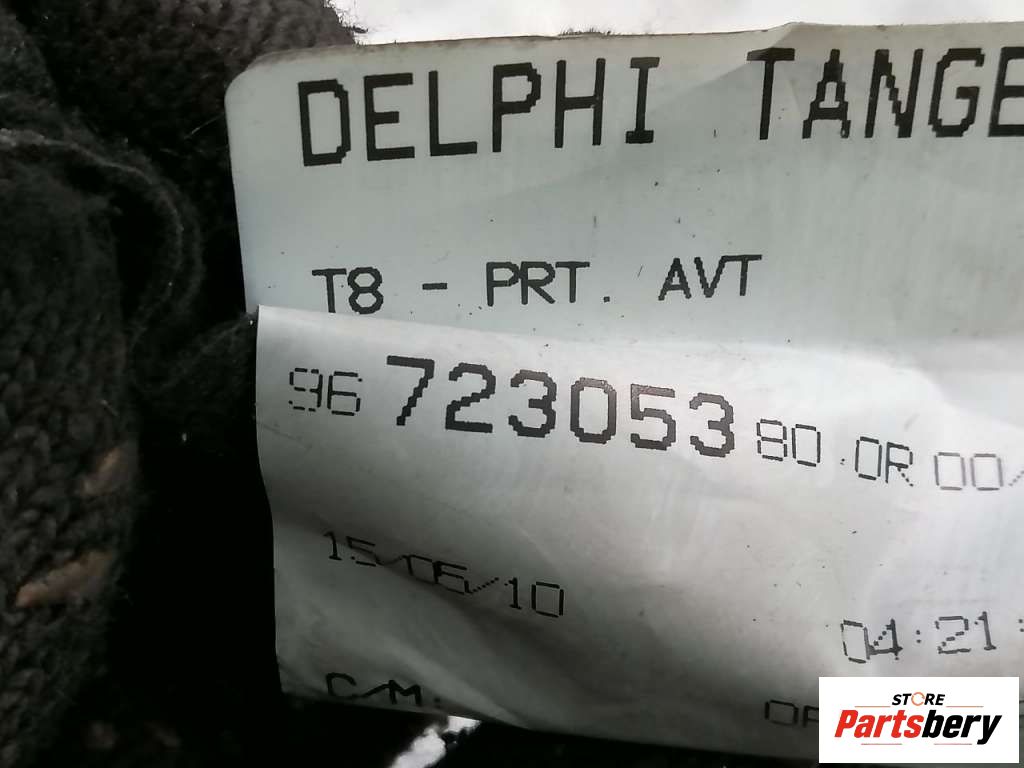 DELPHI TANGE
T8 - PRT. AVT
96 723053 80 .0R 00/
15/06/10
04:21:
C/M:
STORE
Partsbery